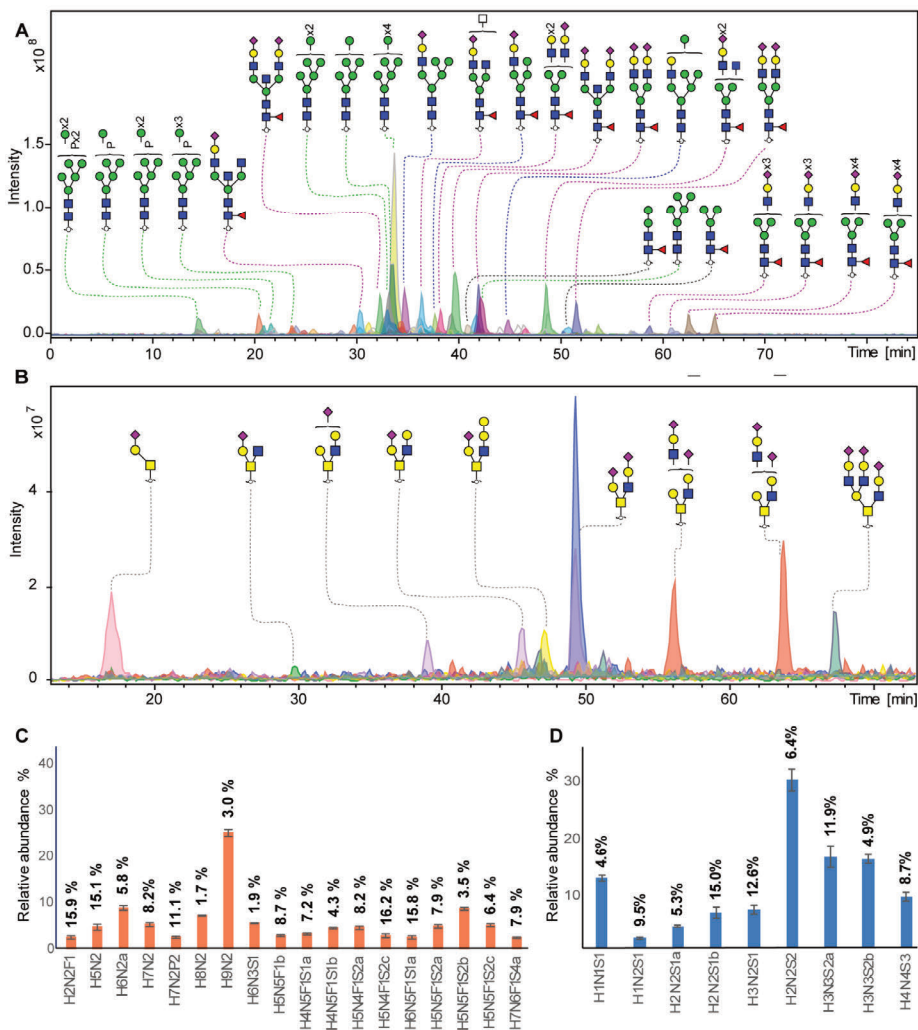 A
x10^8
Intensity
1.5
1.0
0.5
0.0
x2
Px2
P
x2
P
x3
P
x2
x4
x2
x2
x3
x3
x4
x4
0
10
20
30
40
50
60
70
Time [min]
B
x10^7
Intensity
4
2
0
20
30
40
50
60
Time [min]
C
Relative abundance %
40
30
20
10
0
15.9 %
15.1 %
5.8 %
8.2%
11.1 %
1.7 %
3.0 %
1.9 %
8.7 %
7.2%
4.3 %
8.2 %
16.2 %
15.8 %
7.9 %
3.5 %
6.4 %
7.9 %
H2N2F1
H5N2
H6N2a
H7N2
H7N2P2
H8N2
H9N2
H6N3S1
H5N5F1b
H4N5F1S1a
H4N5F1S1b
H5N4F1S2a
H5N4F1S2c
H6N5F1S1a
H5N5F1S2a
H5N5F1S2b
H5N5F1S2c
H7N6F1S4a
D
Relative abundance %
30
20
10
4.6%
9.5%
5.3%
15.0%
12.6%
6.4%
11.9%
4.9%
8.7%
H1N1S1
H1N2S1
H2N2S1a
H2N2S1b
H3N2S1
H2N2S2
H3N3S2a
H3N3S2b
H4N4S3